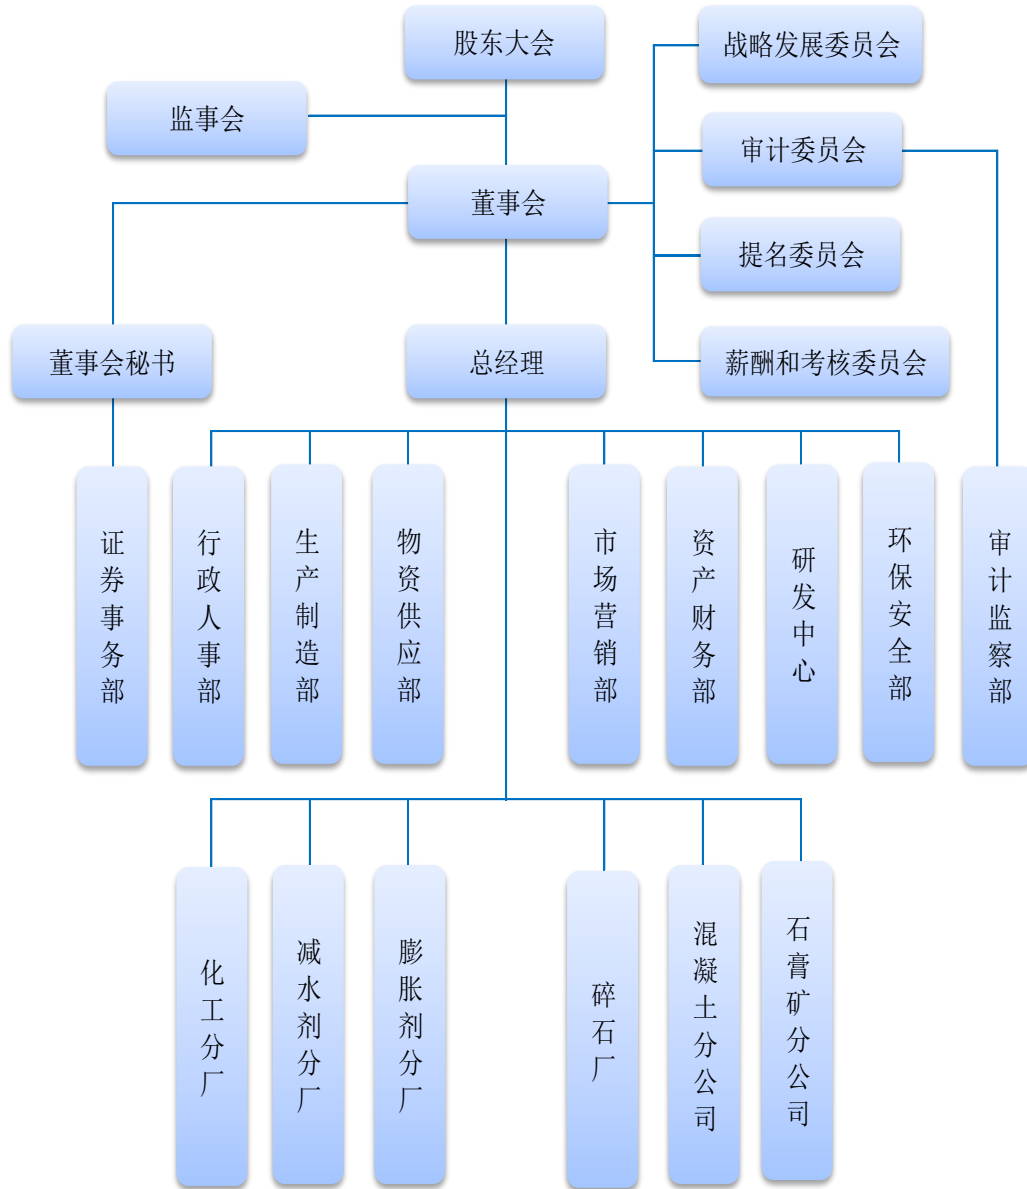 股东大会
战略发展委员会
监事会
审计委员会
董事会
提名委员会
董事会秘书
总经理
薪酬和考核委员会
证券事务部
行政人事部
生产制造部
物资供应部
市场营销部
资产财务部
研发中心
环保安全部
审计监察部
化工分厂
减水剂分厂
膨胀剂分厂
碎石厂
混凝土分公司
石膏矿分公司